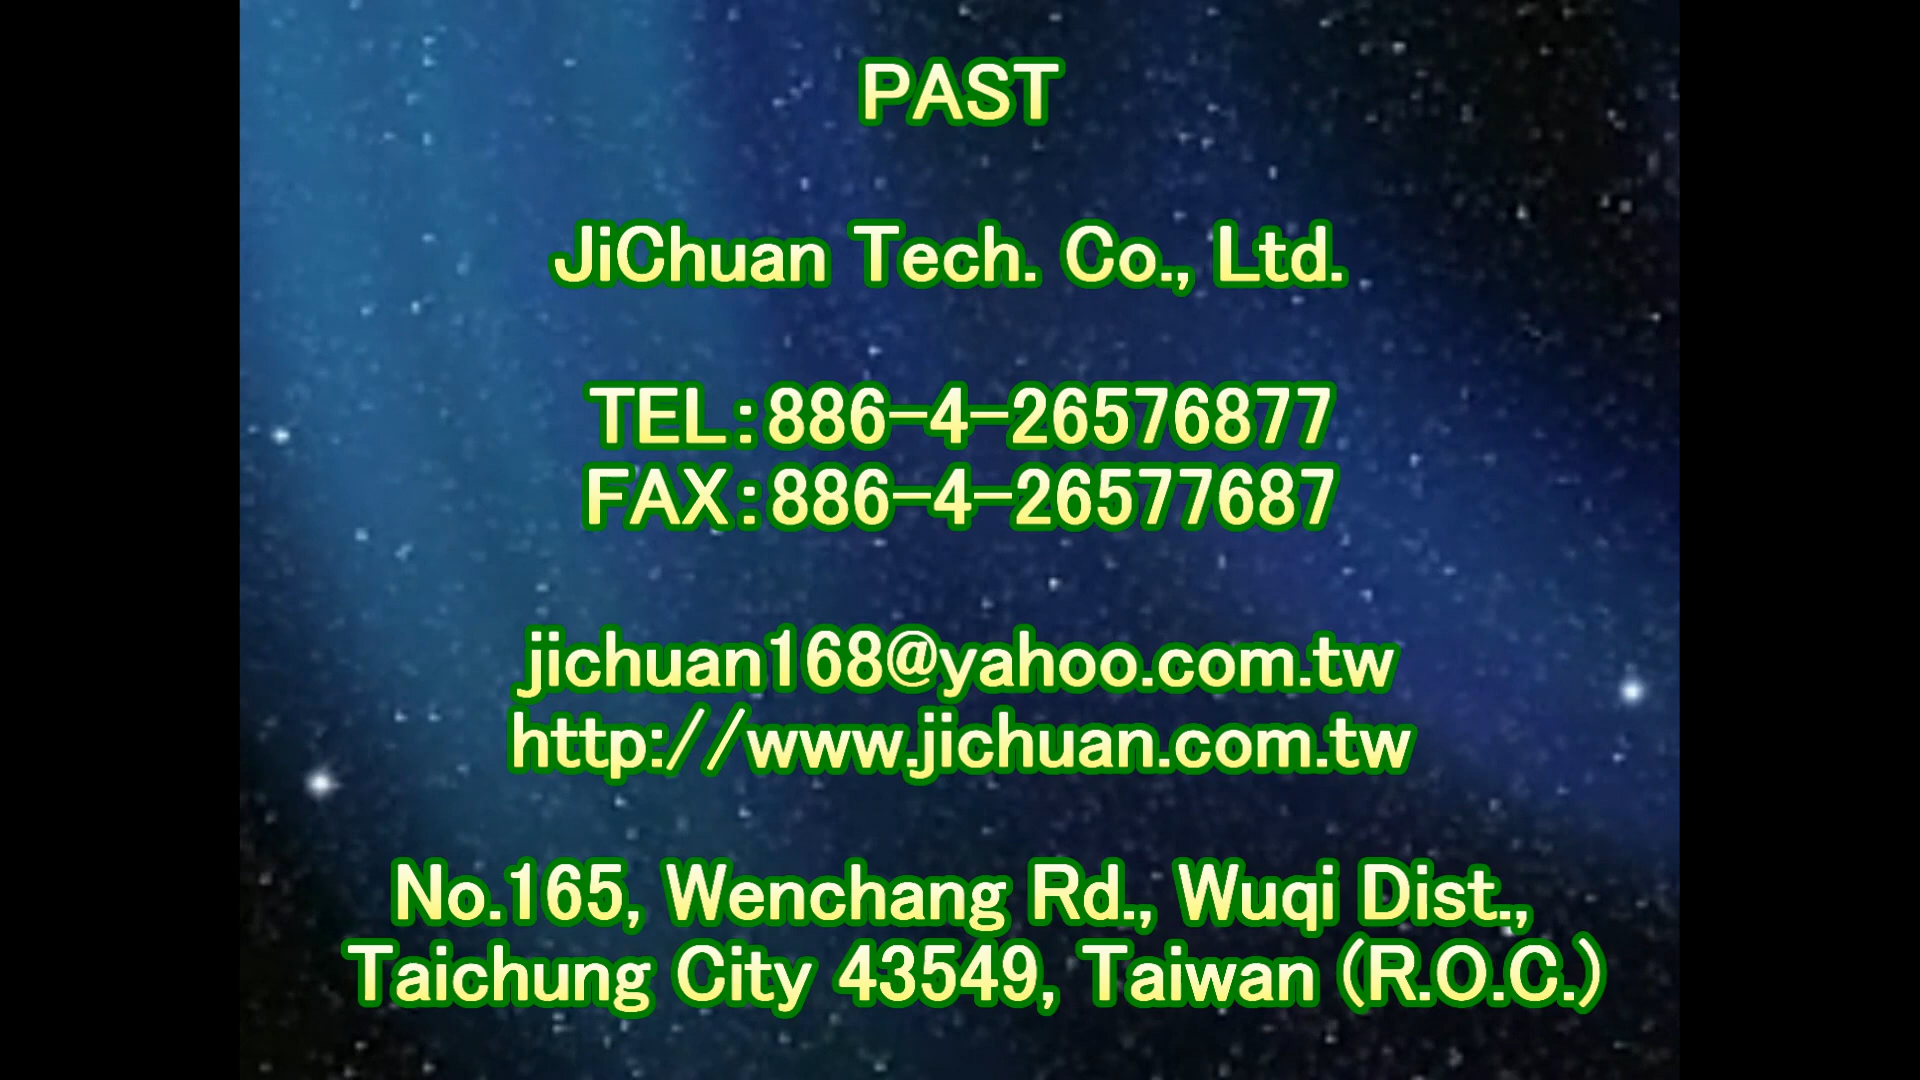 PAST
JiChuan Tech. Co., Ltd.
TEL:886-4-26576877
FAX:886-4-26577687
jichuan168@yahoo.com.tw
http://www.jichuan.com.tw
No.165, Wenchang Rd., Wuqi Dist.,
Taichung City 43549, Taiwan (R.O.C.)